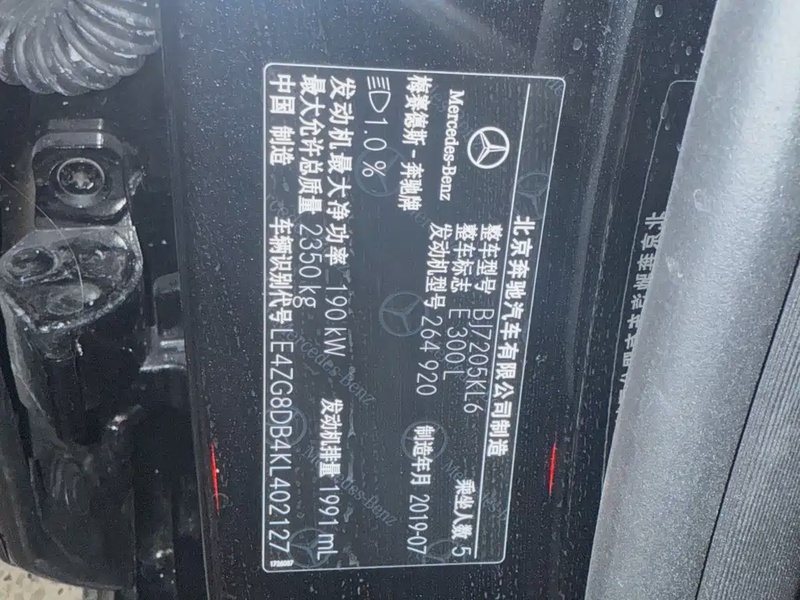 北京奔驰汽车有限公司制造
Mercedes-Benz
梅赛德斯-奔驰牌
整车型号 BJ7205KL6
整车标志 E 300 L
发动机型号 264 920
乘坐人数 5
制造年月 2019-07
1.0 %
发动机最大净功率 190 kW
发动机排量 1991 mL
最大允许总质量 2350 kg
中国 制造
车辆识别代号 LE4ZG8DB4KL402127